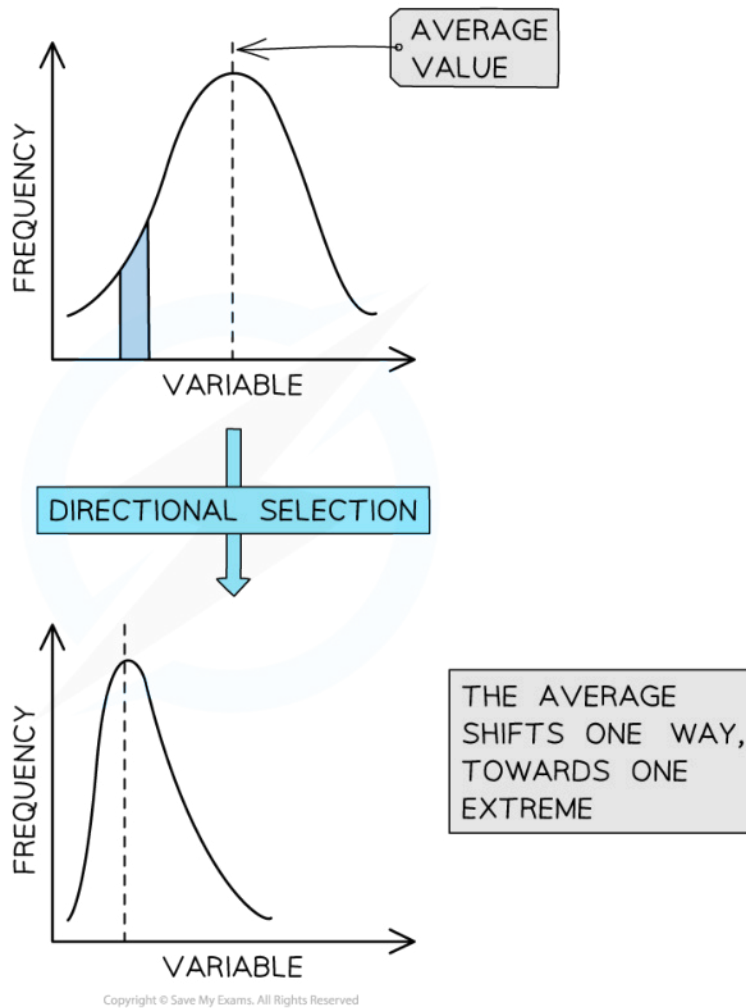 AVERAGE
VALUE
FREQUENCY
VARIABLE
DIRECTIONAL SELECTION
FREQUENCY
THE AVERAGE
SHIFTS ONE WAY,
TOWARDS ONE
EXTREME
VARIABLE
Copyright © Save My Exams. All Rights Reserved